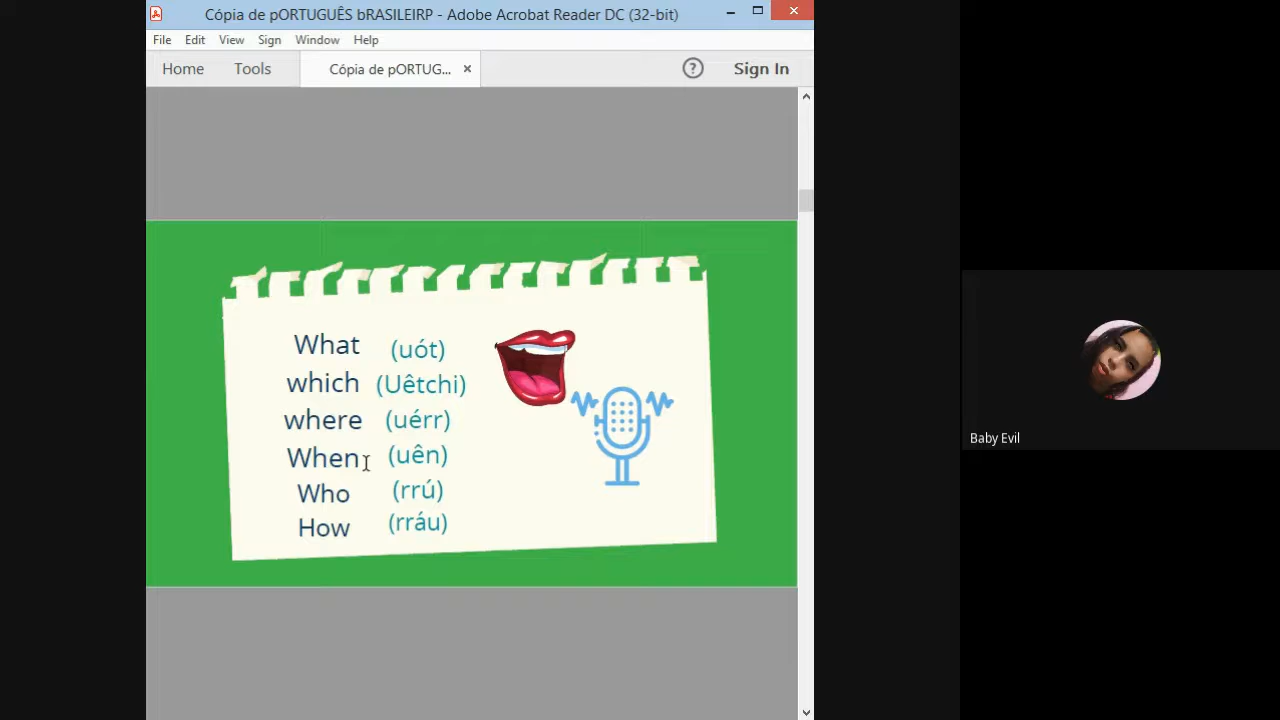 Cópia de pORTUGUÊS bRASILEIRP - Adobe Acrobat Reader DC (32-bit)
File Edit View Sign Window Help
Home Tools Cópia de pORTUG... × ? Sign In
What (uót)
which (Uêtchi)
where (uérr)
When (uên)
Who (rrú)
How (rráu)
Baby Evil